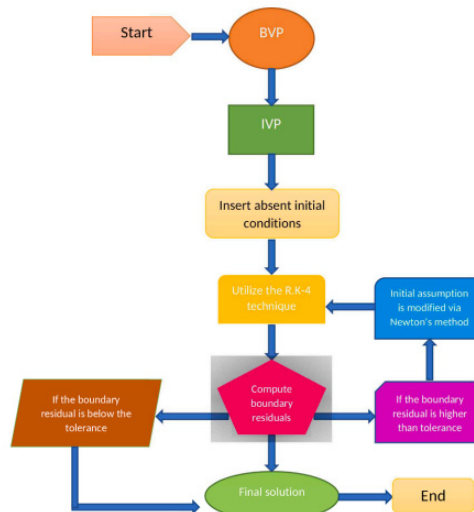 Start
BVP
IVP
Insert absent initial
conditions
Utilize the R.K-4
technique
Initial assumption
is modified via
Newton's method
If the boundary
residual is below the
tolerance
Compute
boundary
residuals
If the boundary
residual is higher
than tolerance
Final solution
End